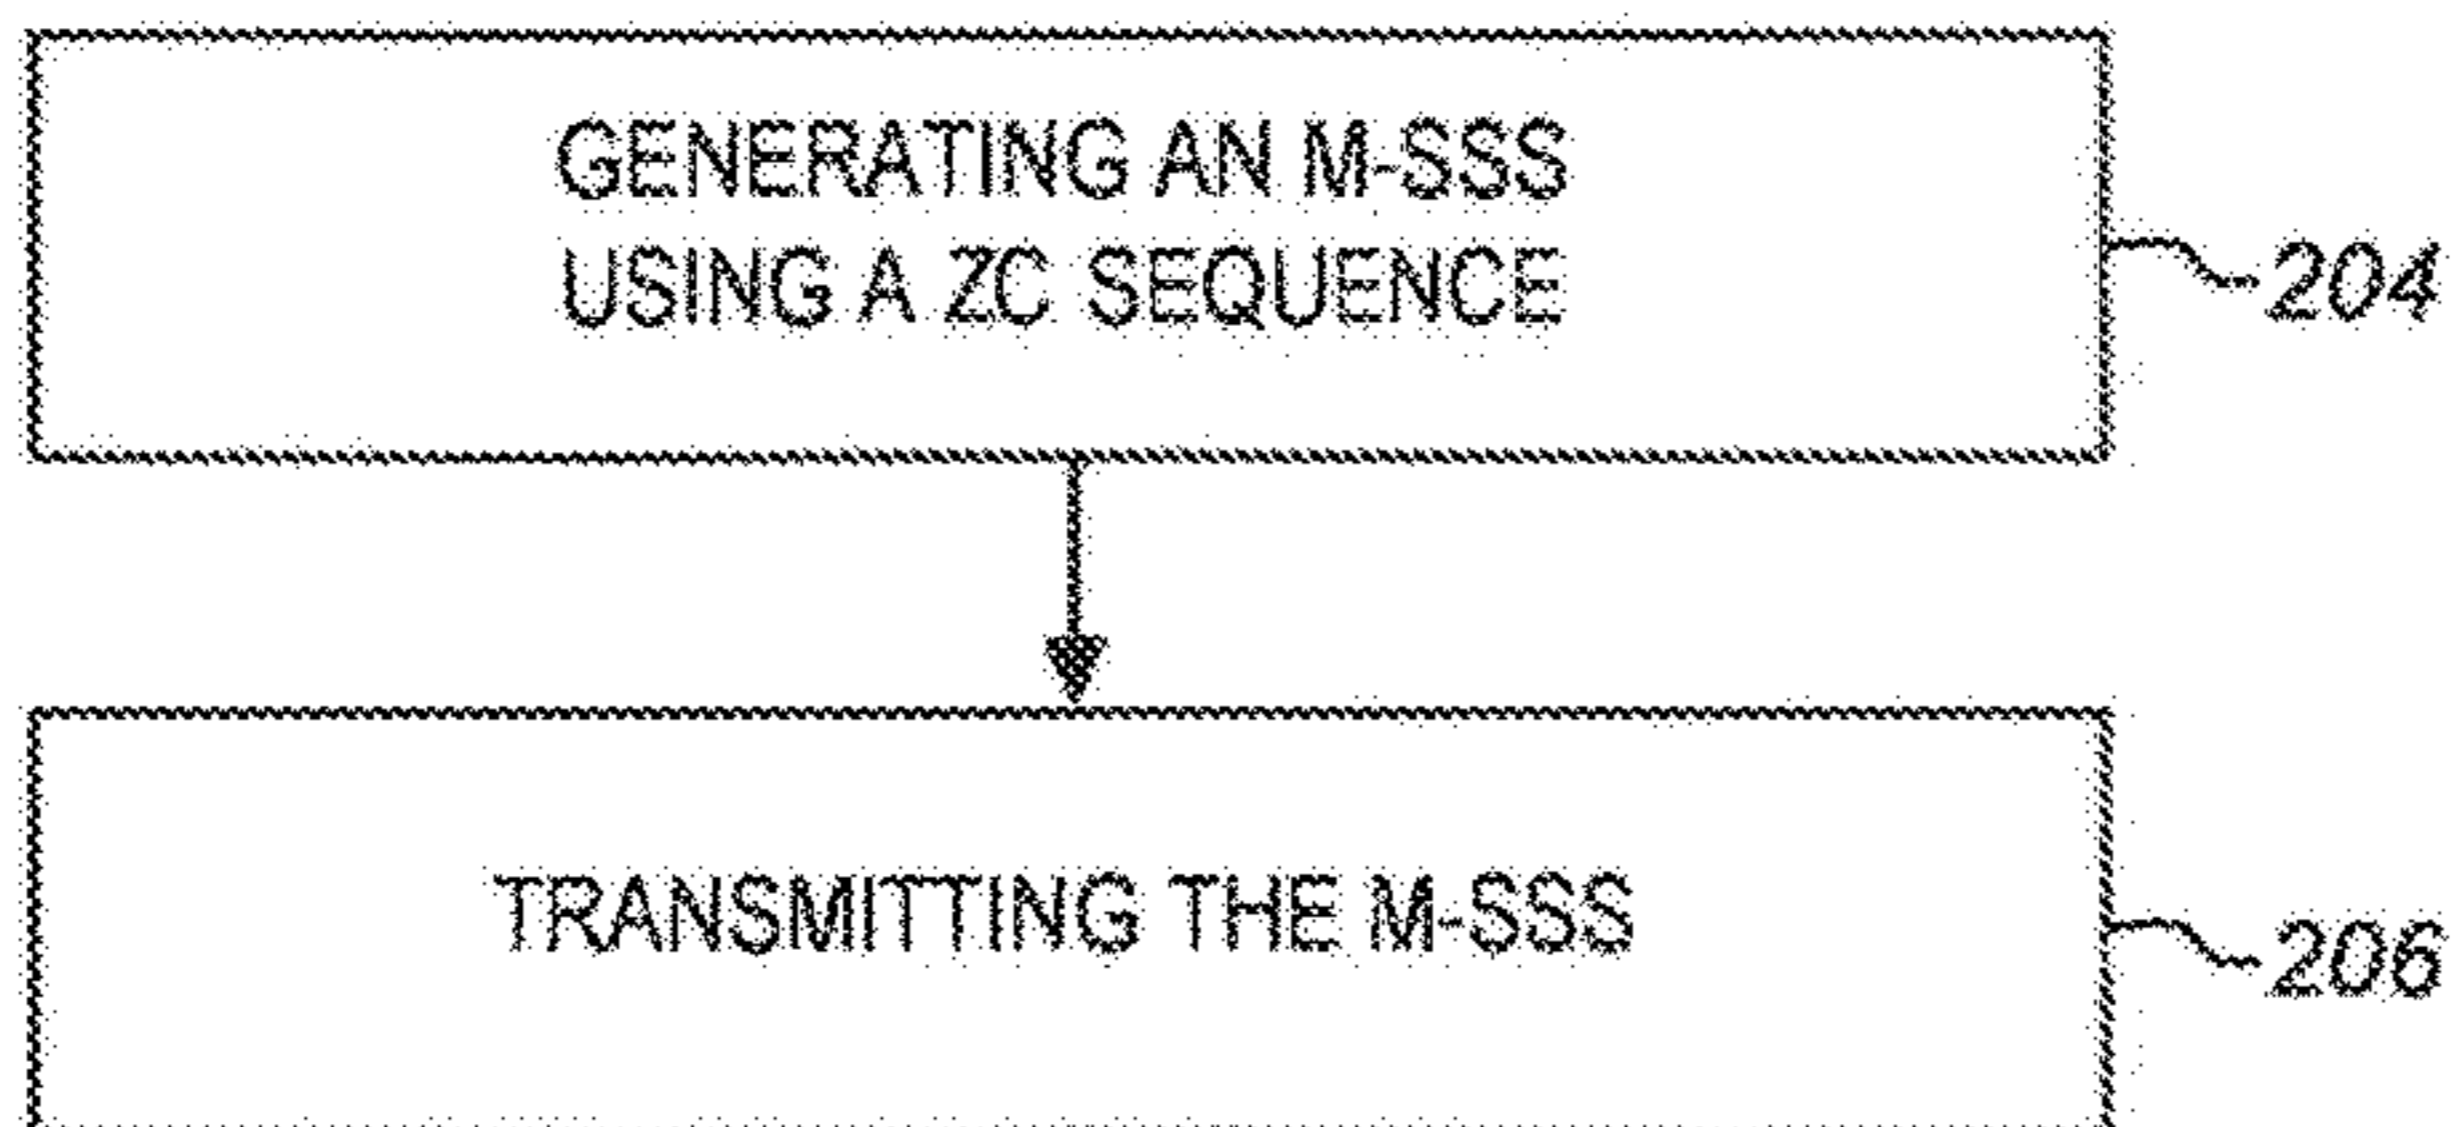 GENERATING AN M-SSS
USING A ZC SEQUENCE
204
TRANSMITTING THE M-SSS
206